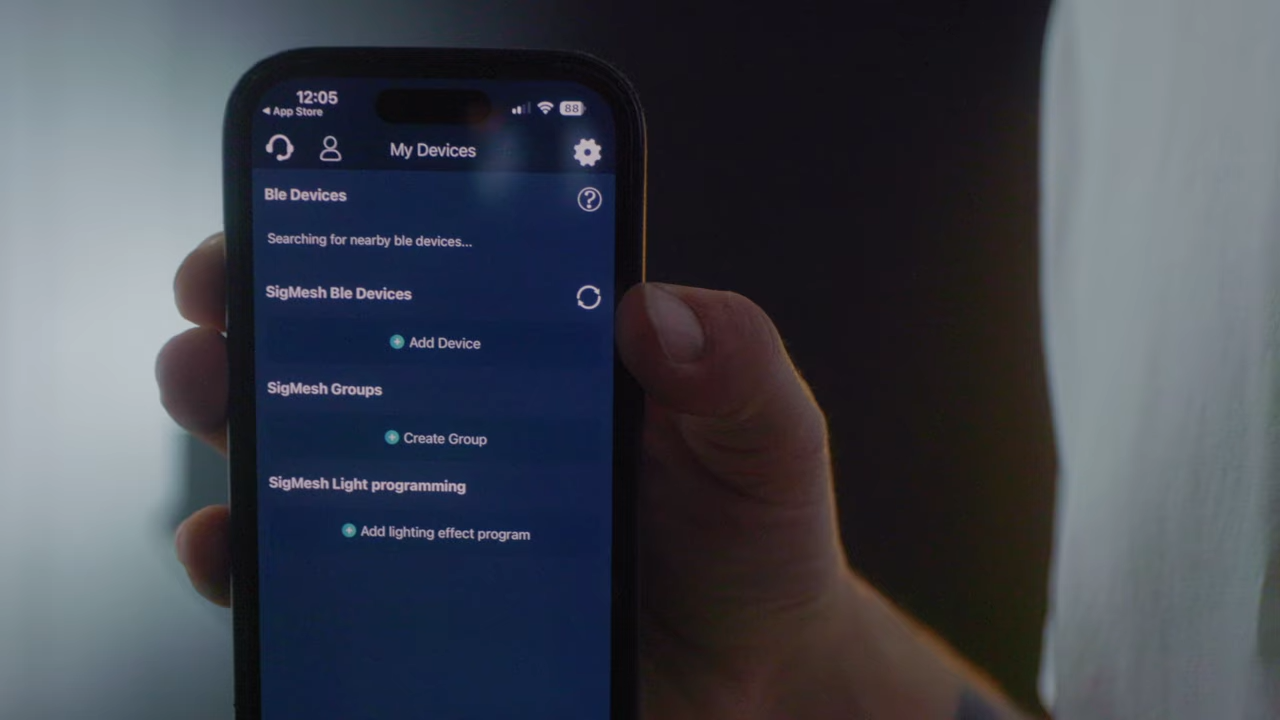 12:05
◀ App Store
88
My Devices
Ble Devices
Searching for nearby ble devices...
SigMesh Ble Devices
Add Device
SigMesh Groups
Create Group
SigMesh Light programming
Add lighting effect program